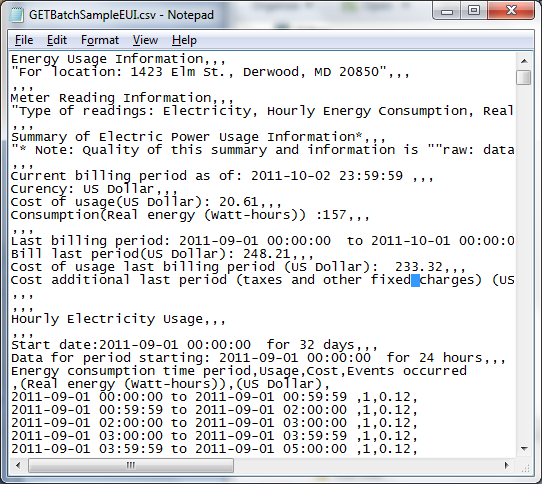 GETBatchSampleEUI.csv - Notepad
File Edit Format View Help
Energy Usage Information,,,
"For location: 1423 Elm St., Derwood, MD 20850",,,
,,,
Meter Reading Information,,,
"Type of readings: Electricity, Hourly Energy Consumption, Real
,,,
Summary of Electric Power Usage Information*,,,
"* Note: Quality of this summary and information is ""raw: data
,,,
Current billing period as of: 2011-10-02 23:59:59 ,,,
Curency: US Dollar,,,
Cost of usage(US Dollar): 20.61,,,
Consumption(Real energy (Watt-hours)) :157,,,
,,,
Last billing period: 2011-09-01 00:00:00  to 2011-10-01 00:00:0
Bill last period(US Dollar): 248.21,,,
Cost of usage last billing period (US Dollar):  233.32,,,
Cost additional last period (taxes and other fixed charges) (US
,,,
,,,
Hourly Electricity Usage,,,
,,,
Start date:2011-09-01 00:00:00  for 32 days,,,
Data for period starting: 2011-09-01 00:00:00  for 24 hours,,,
Energy consumption time period,Usage,Cost,Events occurred
,(Real energy (Watt-hours)),(US Dollar),
2011-09-01 00:00:00 to 2011-09-01 00:59:59 ,1,0.12,
2011-09-01 00:59:59 to 2011-09-01 02:00:00 ,1,0.12,
2011-09-01 02:00:00 to 2011-09-01 03:00:00 ,1,0.12,
2011-09-01 03:00:00 to 2011-09-01 03:59:59 ,1,0.12,
2011-09-01 03:59:59 to 2011-09-01 05:00:00 ,1,0.12,